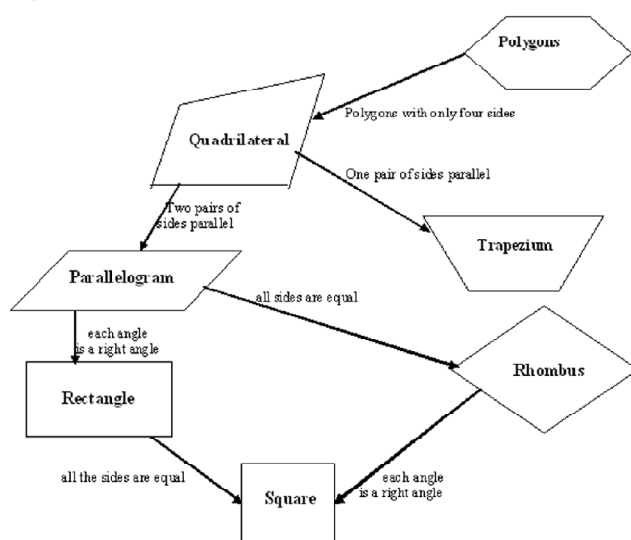 Polygons
Polygons with only four sides
Quadrilateral
One pair of sides parallel
Two pairs of
sides parallel
Trapezium
Parallelogram
all sides are equal
each angle
is a right angle
Rhombus
Rectangle
all the sides are equal
each angle
is a right angle
Square